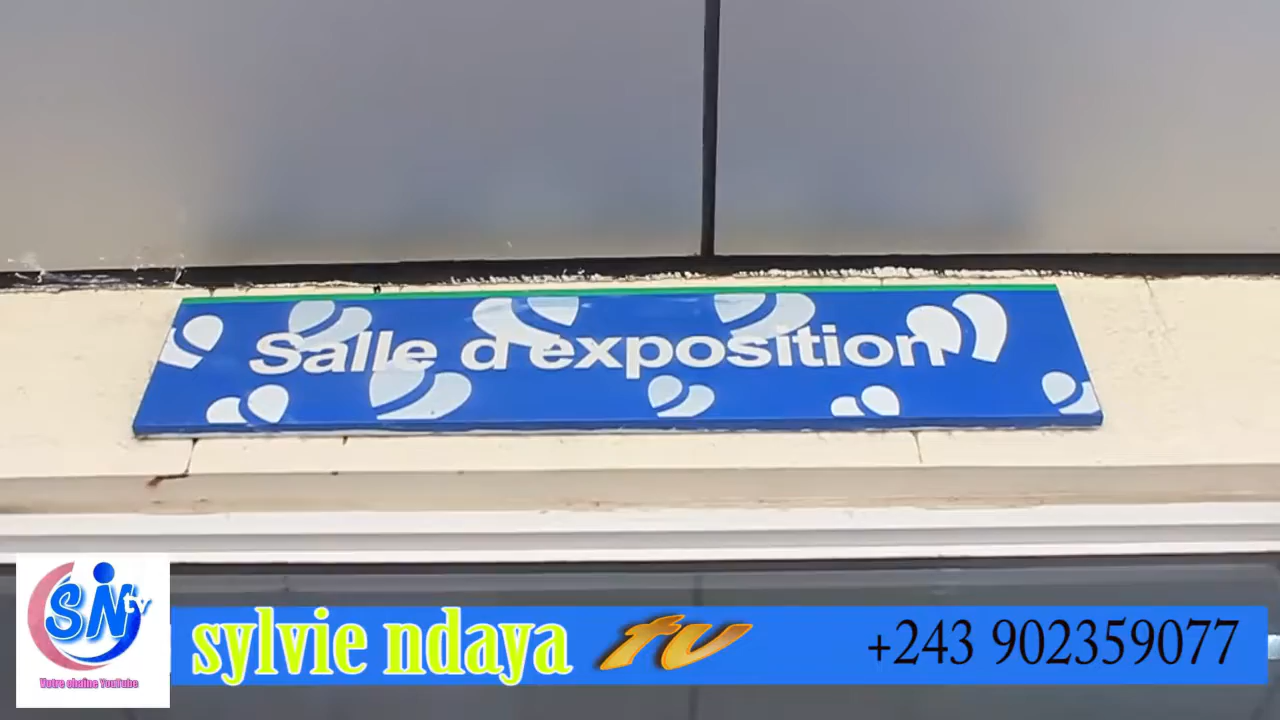 Salle d'exposition
SN tv
Votre chaîne YouTube
sylvie ndaya tv
+243 902359077